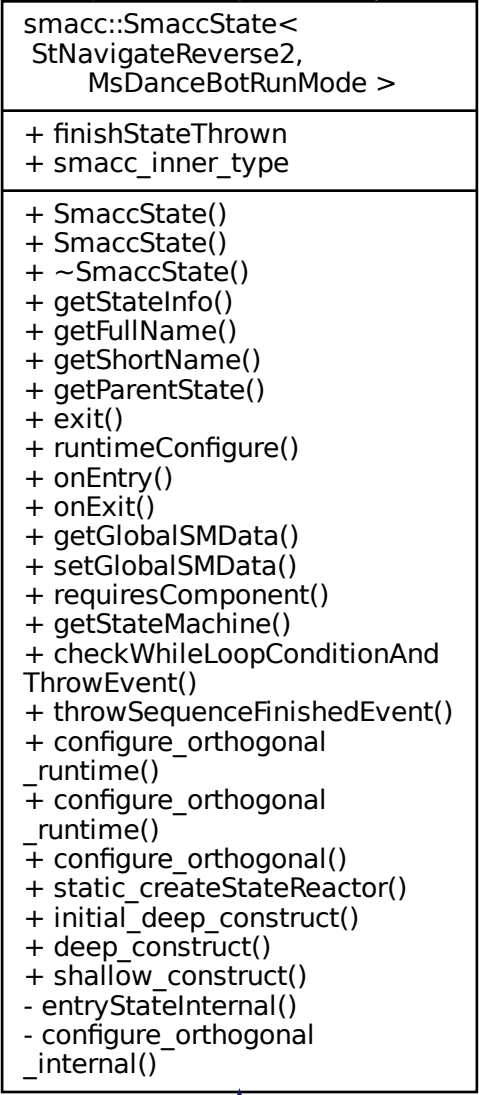 smacc::SmaccState<
StNavigateReverse2,
MsDanceBotRunMode >
+ finishStateThrown
+ smacc_inner_type
+ SmaccState()
+ SmaccState()
+ ~SmaccState()
+ getStateInfo()
+ getFullName()
+ getShortName()
+ getParentState()
+ exit()
+ runtimeConfigure()
+ onEntry()
+ onExit()
+ getGlobalSMData()
+ setGlobalSMData()
+ requiresComponent()
+ getStateMachine()
+ checkWhileLoopConditionAnd
ThrowEvent()
+ throwSequenceFinishedEvent()
+ configure_orthogonal
_runtime()
+ configure_orthogonal
_runtime()
+ configure_orthogonal()
+ static_createStateReactor()
+ initial_deep_construct()
+ deep_construct()
+ shallow_construct()
- entryStateInternal()
- configure_orthogonal
_internal()